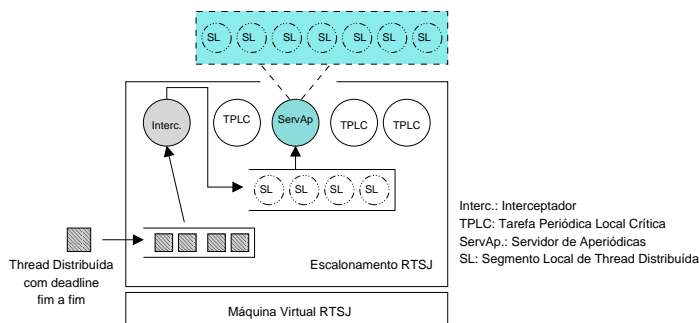 SL SL SL SL SL SL SL
Interc. TPLC ServAp TPLC TPLC
SL SL SL SL
Interc.: Interceptador
TPLC: Tarefa Periódica Local Crítica
ServAp.: Servidor de Aperiódicas
SL: Segmento Local de Thread Distribuída
Thread Distribuída
com deadline
fim a fim
Escalonamento RTSJ
Máquina Virtual RTSJ